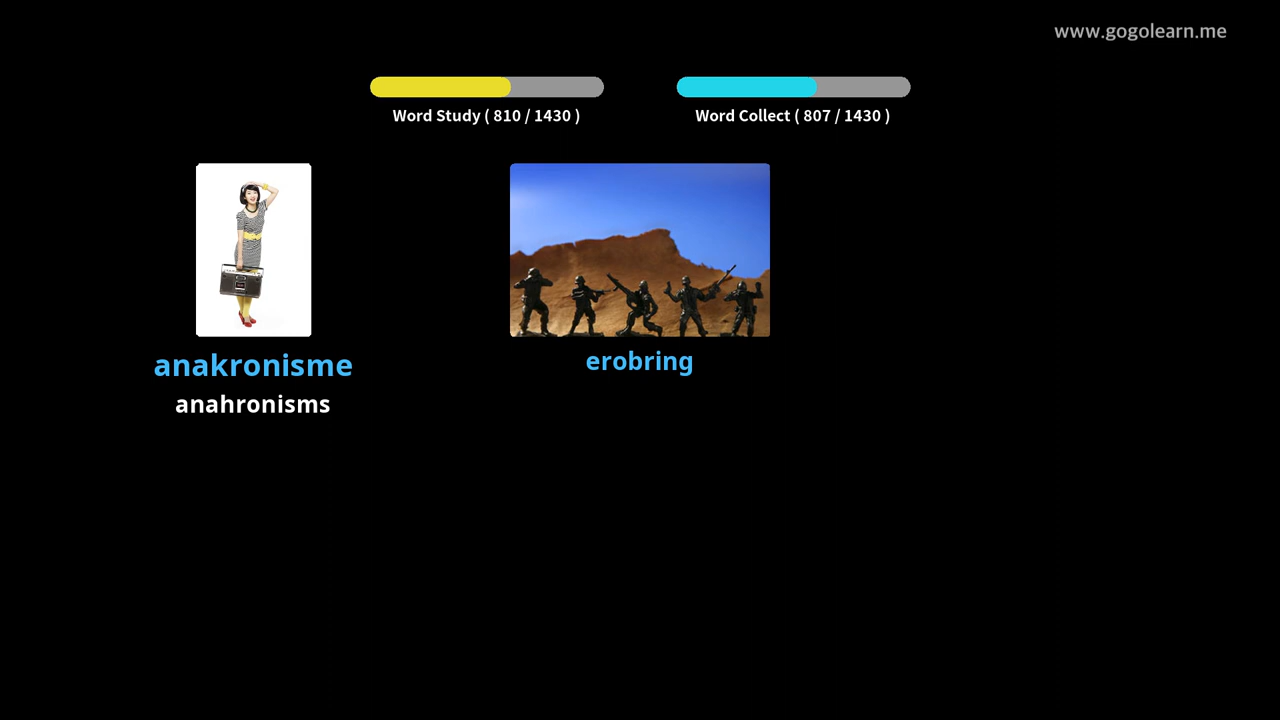 www.gogolearn.me
Word Study ( 810 / 1430 )
Word Collect ( 807 / 1430 )
anakronisme
anahronisms
erobring